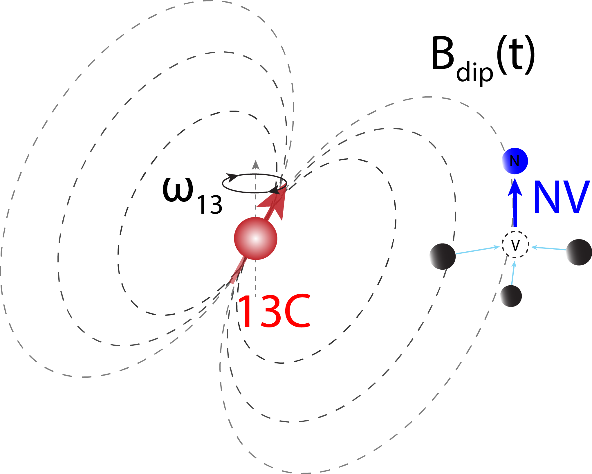 B_dip(t)
N
ω_13
NV
V
13C